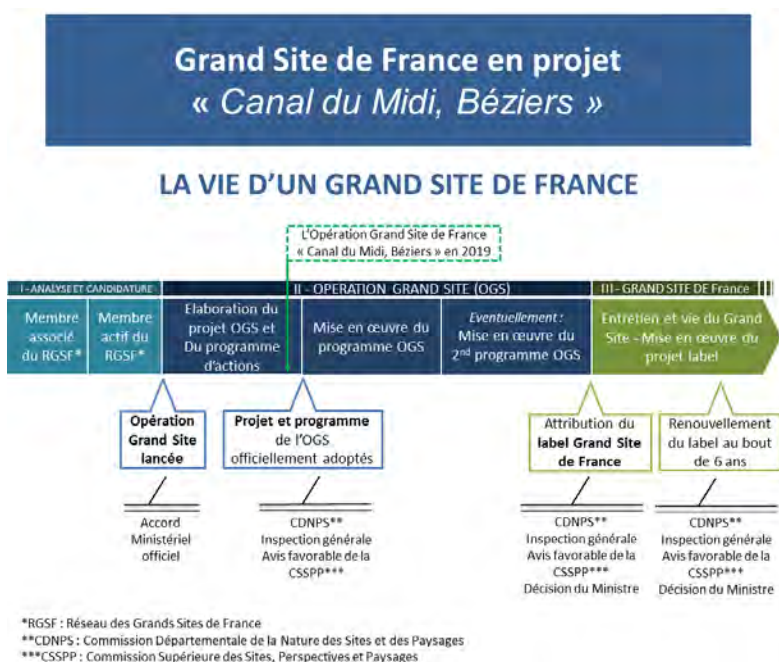 Grand Site de France en projet
« Canal du Midi, Béziers »
LA VIE D'UN GRAND SITE DE FRANCE
L'Opération Grand Site de France
« Canal du Midi, Béziers » en 2019
I - ANALYSE ET CANDIDATURE
II - OPERATION GRAND SITE (OGS)
III - GRAND SITE DE France
Membre
associé
du RGSF*
Membre
actif du
RGSF*
Elaboration du
projet OGS et
Du programme
d'actions
Mise en œuvre du
programme OGS
Eventuellement :
Mise en œuvre du
2nd programme OGS
Entretien et vie du Grand
Site - Mise en œuvre du
projet label
Opération
Grand Site
lancée
Projet et programme
de l'OGS
officiellement adoptés
Attribution du
label Grand Site
de France
Renouvellement
du label au bout
de 6 ans
Accord
Ministériel
officiel
CDNPS**
Inspection générale
Avis favorable de la
CSSPP***
CDNPS**
Inspection générale
Avis favorable de la
CSSPP***
Décision du Ministre
CDNPS**
Inspection générale
Avis favorable de la
CSSPP***
Décision du Ministre
*RGSF : Réseau des Grands Sites de France
**CDNPS : Commission Départementale de la Nature des Sites et des Paysages
***CSSPP : Commission Supérieure des Sites, Perspectives et Paysages